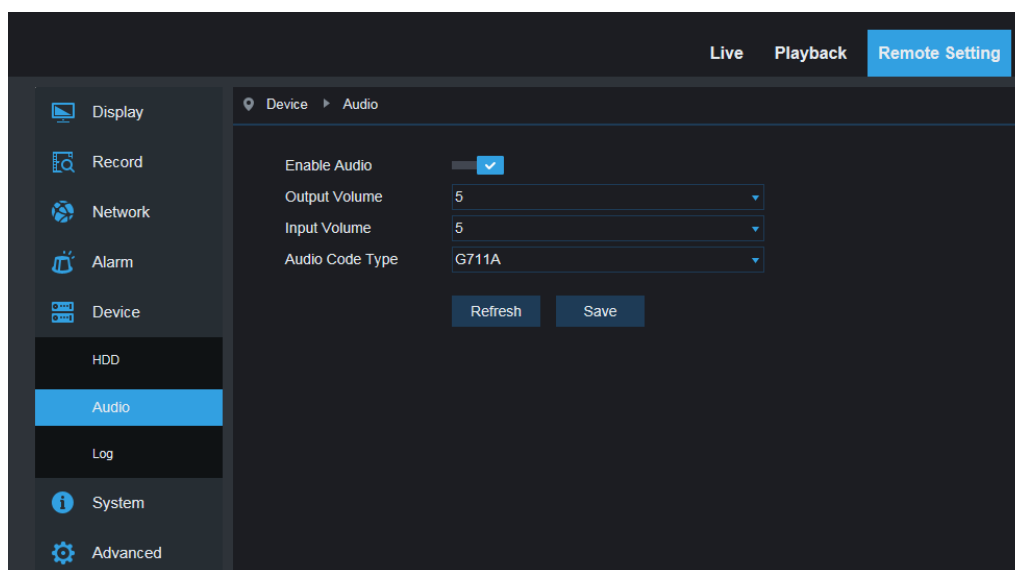 Live Playback Remote Setting
Display
Record
Network
Alarm
Device
HDD
Audio
Log
System
Advanced
Device Audio
Enable Audio
Output Volume 5
Input Volume 5
Audio Code Type G711A
Refresh Save